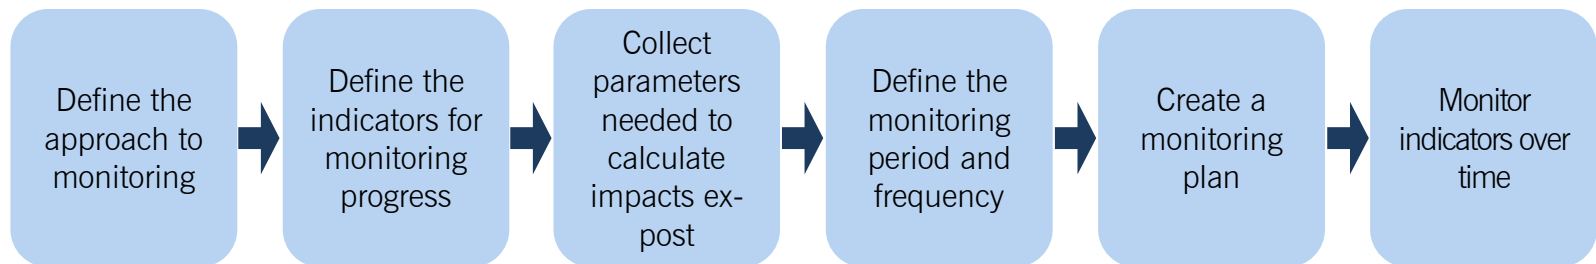 Define the
approach to
monitoring
Define the
indicators for
monitoring
progress
Collect
parameters
needed to
calculate
impacts ex-
post
Define the
monitoring
period and
frequency
Create a
monitoring
plan
Monitor
indicators over
time